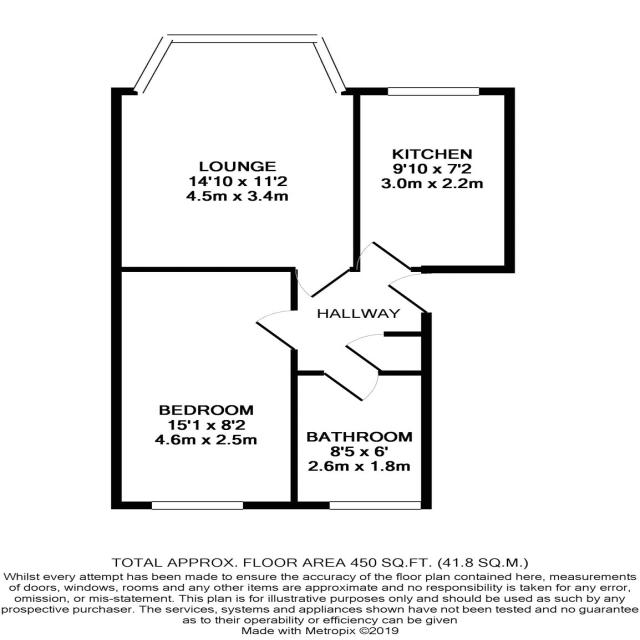 LOUNGE
14'10 x 11'2
4.5m x 3.4m
KITCHEN
9'10 x 7'2
3.0m x 2.2m
HALLWAY
BEDROOM
15'1 x 8'2
4.6m x 2.5m
BATHROOM
8'5 x 6'
2.6m x 1.8m
TOTAL APPROX. FLOOR AREA 450 SQ.FT. (41.8 SQ.M.)
Whilst every attempt has been made to ensure the accuracy of the floor plan contained here, measurements
of doors, windows, rooms and any other items are approximate and no responsibility is taken for any error,
omission, or mis-statement. This plan is for illustrative purposes only and should be used as such by any
prospective purchaser. The services, systems and appliances shown have not been tested and no guarantee
as to their operability or efficiency can be given
Made with Metropix ©2019